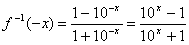 f⁻¹(−x) = (1−10⁻ˣ)/(1+10⁻ˣ) = (10ˣ−1)/(10ˣ+1)